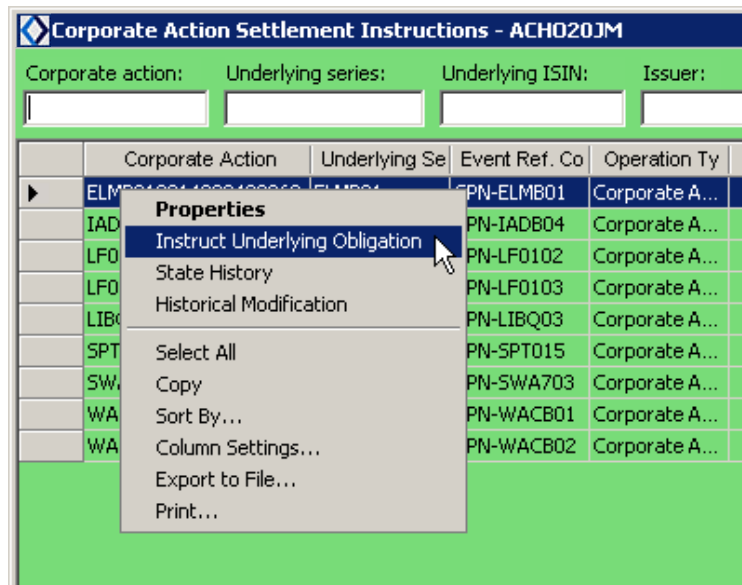 Corporate Action Settlement Instructions - ACHO20JM
Corporate action: Underlying series: Underlying ISIN: Issuer:
Corporate Action Underlying Se Event Ref. Co Operation Ty
PN-ELMB01 Corporate A...
IAD PN-IADB04 Corporate A...
LF0 PN-LF0102 Corporate A...
LF0 PN-LF0103 Corporate A...
LIBQ PN-LIBQ03 Corporate A...
SPT PN-SPT015 Corporate A...
SWA PN-SWA703 Corporate A...
WA PN-WACB01 Corporate A...
WA PN-WACB02 Corporate A...
Properties
Instruct Underlying Obligation
State History
Historical Modification
Select All
Copy
Sort By...
Column Settings...
Export to File...
Print...